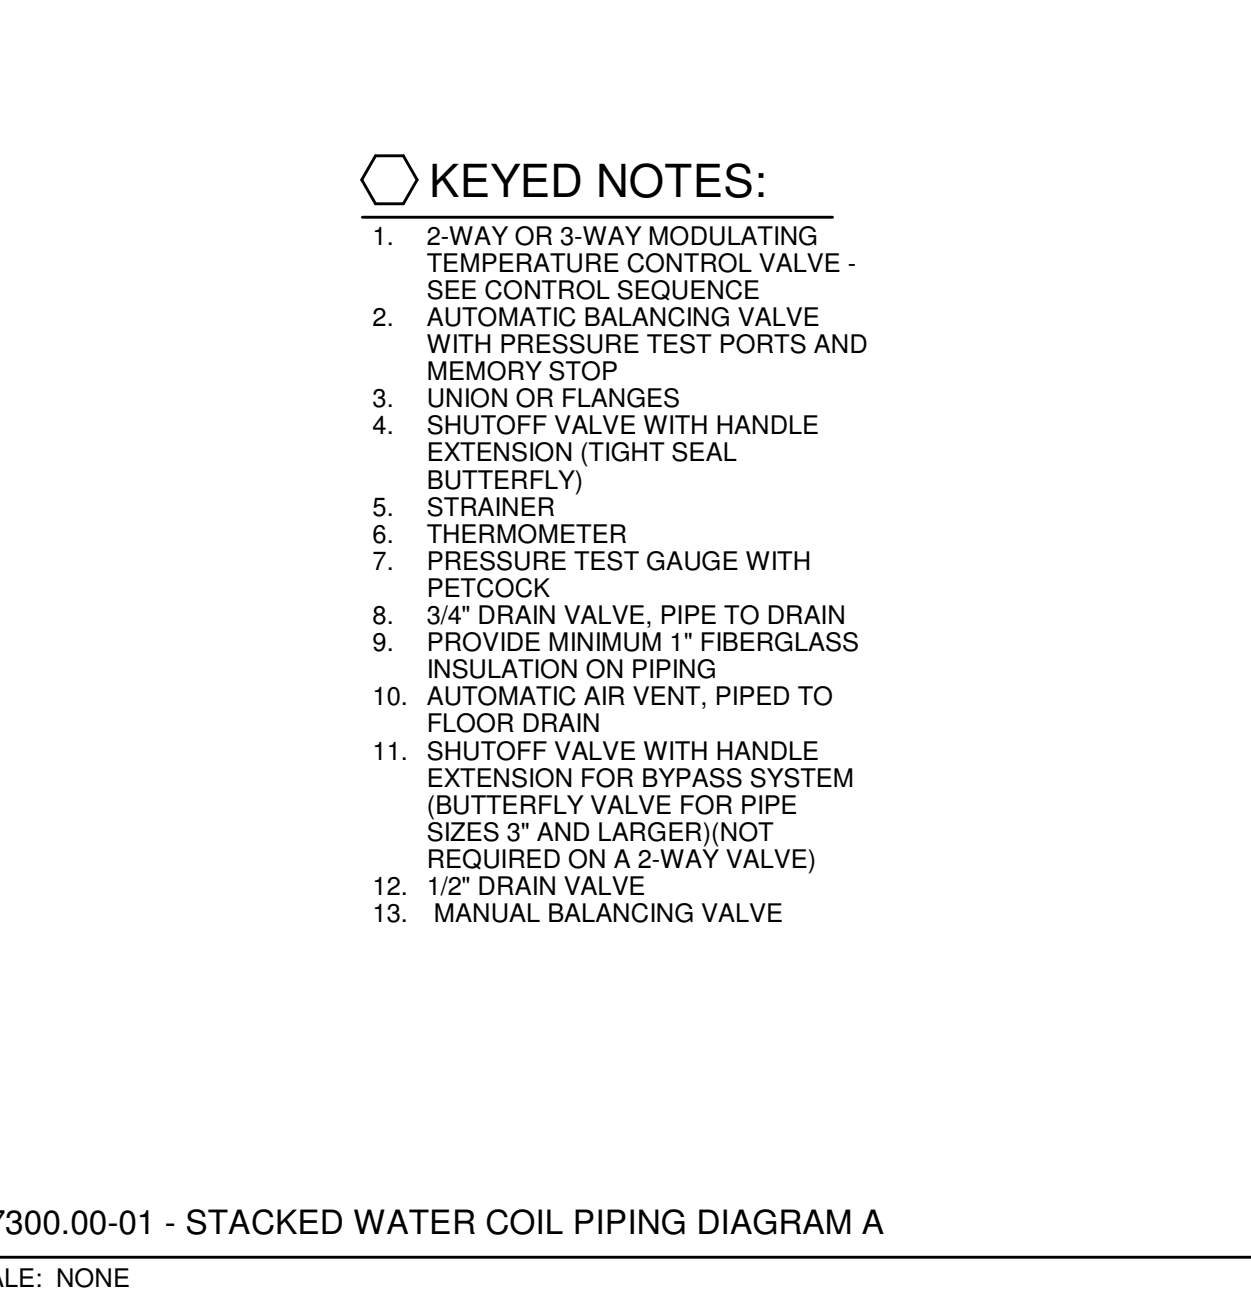 KEYED NOTES:
1. 2-WAY OR 3-WAY MODULATING
TEMPERATURE CONTROL VALVE -
SEE CONTROL SEQUENCE
2. AUTOMATIC BALANCING VALVE
WITH PRESSURE TEST PORTS AND
MEMORY STOP
3. UNION OR FLANGES
4. SHUTOFF VALVE WITH HANDLE
EXTENSION (TIGHT SEAL
BUTTERFLY)
5. STRAINER
6. THERMOMETER
7. PRESSURE TEST GAUGE WITH
PETCOCK
8. 3/4" DRAIN VALVE, PIPE TO DRAIN
9. PROVIDE MINIMUM 1" FIBERGLASS
INSULATION ON PIPING
10. AUTOMATIC AIR VENT, PIPED TO
FLOOR DRAIN
11. SHUTOFF VALVE WITH HANDLE
EXTENSION FOR BYPASS SYSTEM
(BUTTERFLY VALVE FOR PIPE
SIZES 3" AND LARGER)(NOT
REQUIRED ON A 2-WAY VALVE)
12. 1/2" DRAIN VALVE
13. MANUAL BALANCING VALVE
7300.00-01 - STACKED WATER COIL PIPING DIAGRAM A
ALE: NONE